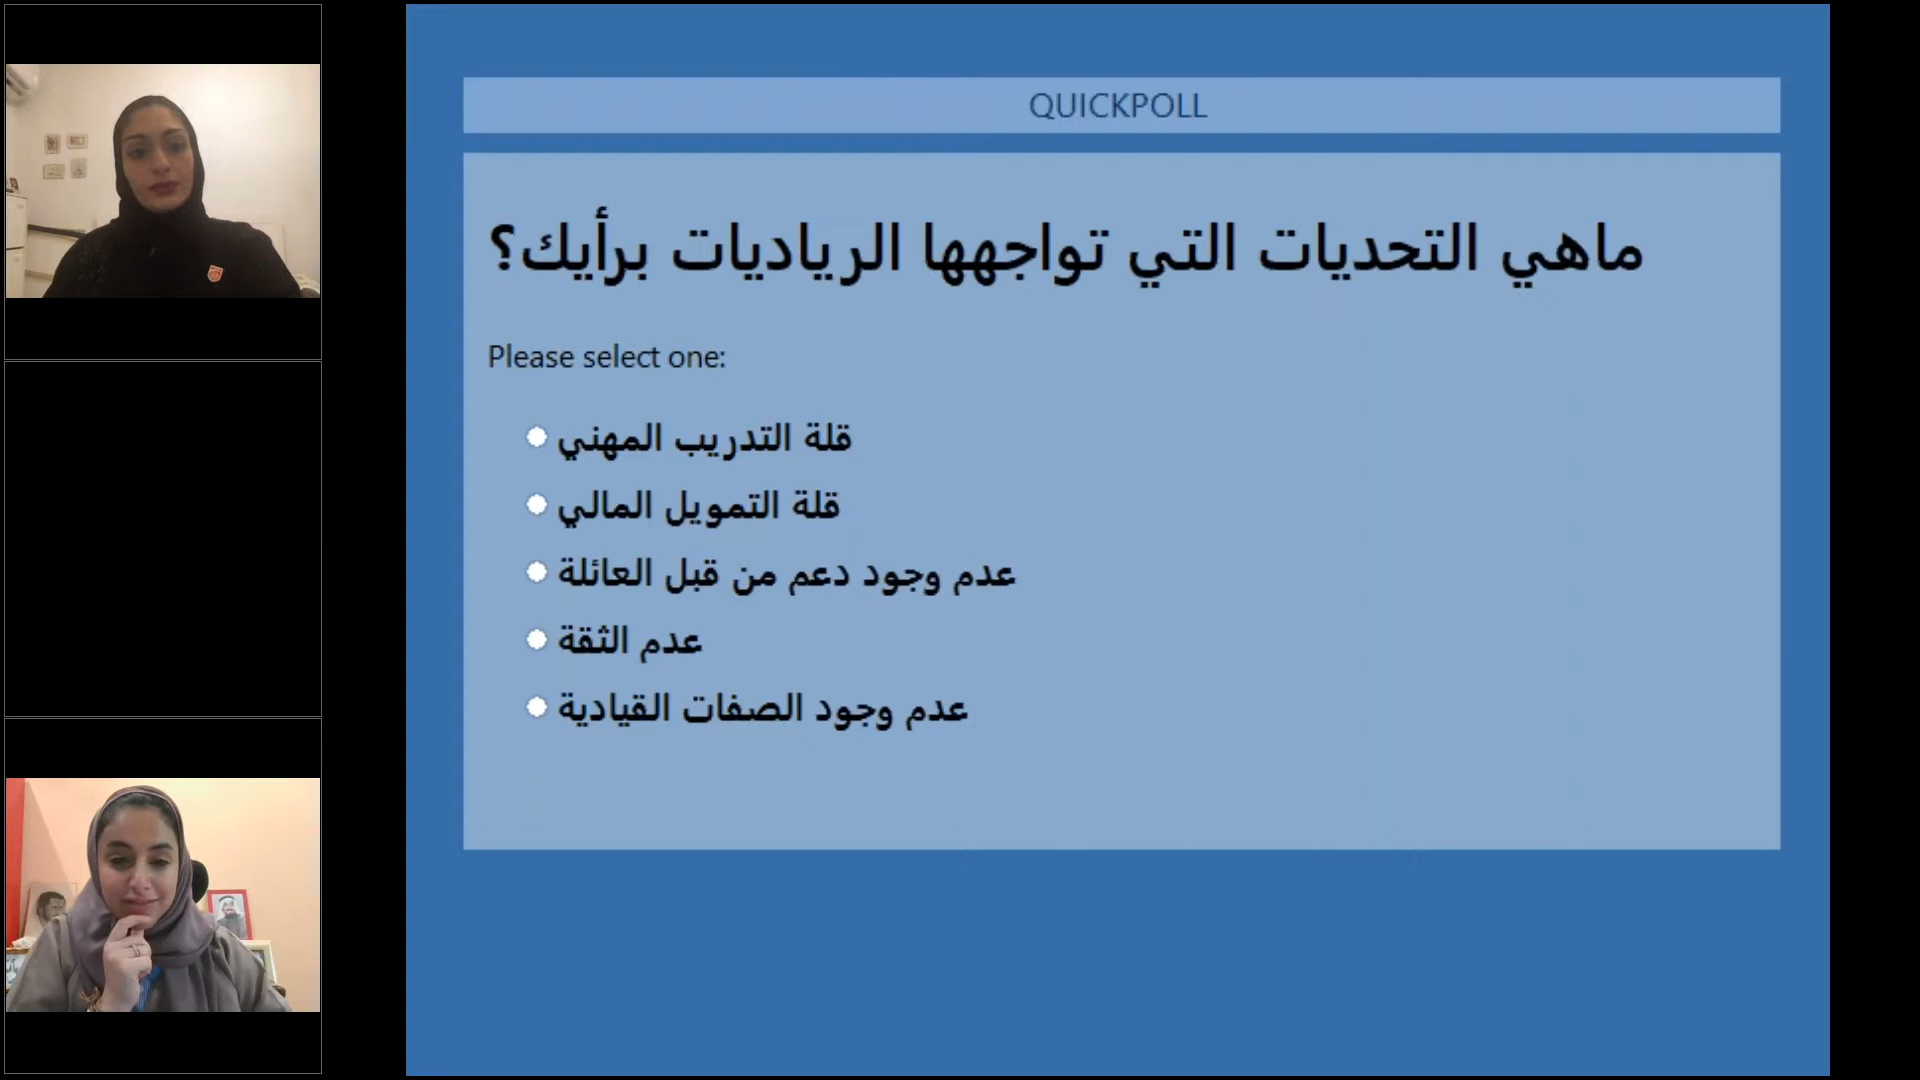 QUICKPOLL
ماهي التحديات التي تواجهها الرياديات برأيك؟
Please select one:
قلة التدريب المهني
قلة التمويل المالي
عدم وجود دعم من قبل العائلة
عدم الثقة
عدم وجود الصفات القيادية